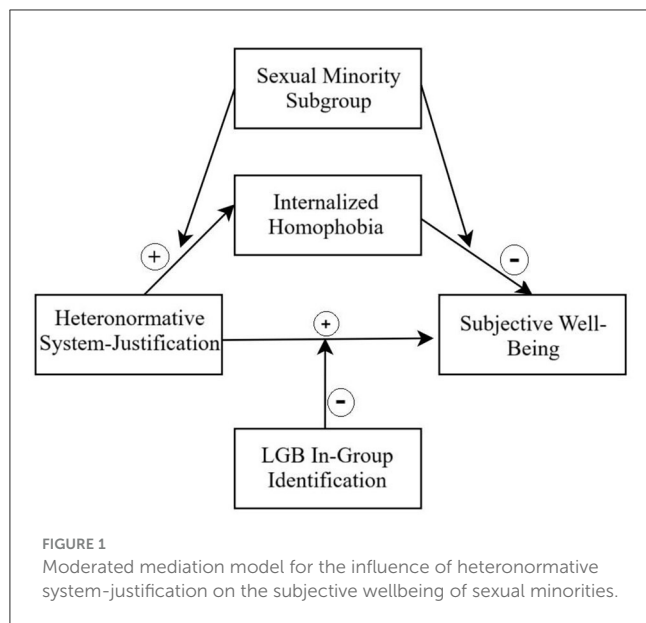 Sexual Minority
Subgroup
Internalized
Homophobia
+
-
Heteronormative
System-Justification
+
Subjective Well-
Being
-
LGB In-Group
Identification
FIGURE 1
Moderated mediation model for the influence of heteronormative
system-justification on the subjective wellbeing of sexual minorities.